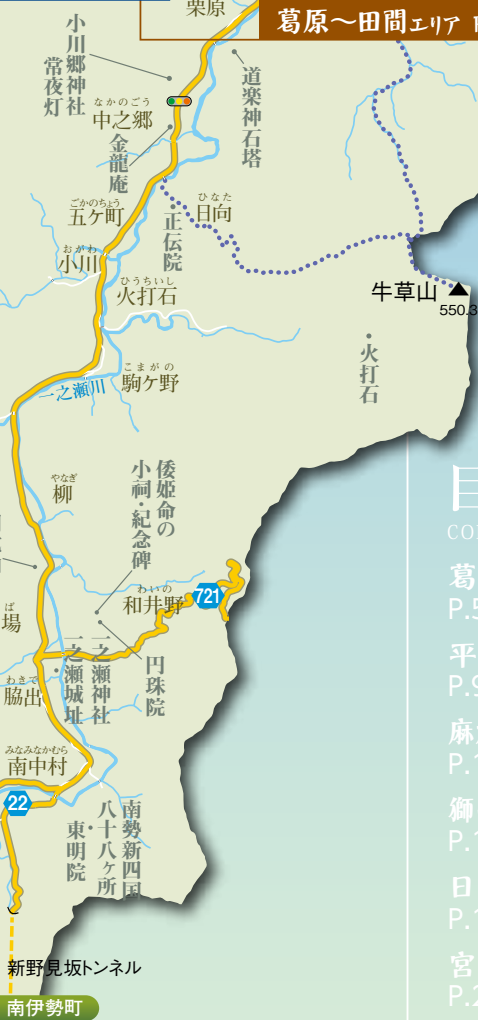 栗原
葛原～田間エリア
小川郷神社
常夜灯
道楽神石塔
なかのごう
中之郷
金龍庵
ごかのちょう
五ケ町
ひなた
日向
正伝院
おがわ
小川
ひうちいし
火打石
牛草山
550.3
・火打石
こまがの
駒ケ野
一之瀬川
やなぎ
柳
倭姫命の
小祠・紀念碑
わいの
和井野
721
ば
場
円珠院
一之瀬神社
一之瀬城址
わきで
脇出
みなみなかむら
南中村
22
南勢新四国
八十八ヶ所
・東明院
新野見坂トンネル
南伊勢町
目
CO
葛
P.5
平
P.9
麻
P.1
獅
P.1
日
P.1
宮
P.2